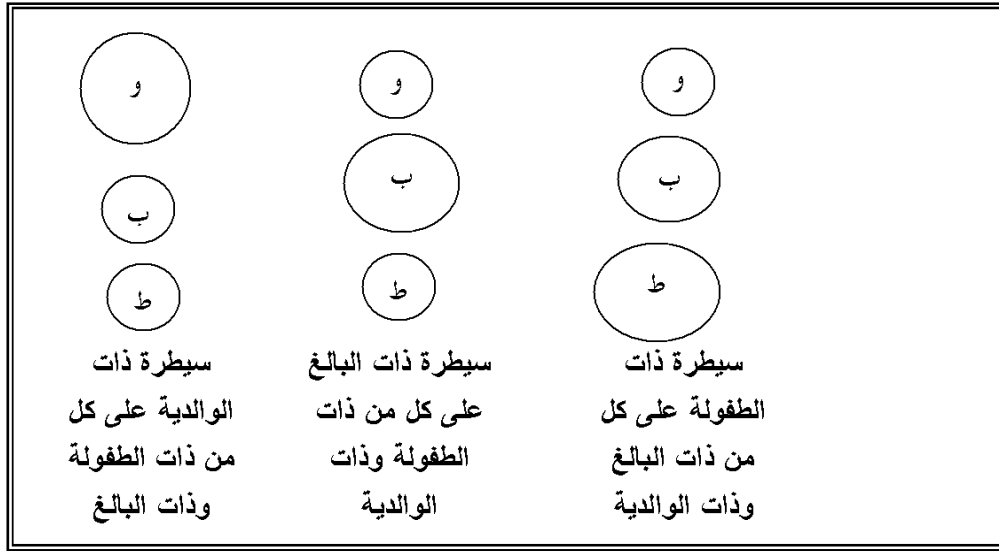 و
ب
ط
سيطرة ذات
الطفولة على كل
من ذات البالغ
وذات الوالدية
و
ب
ط
سيطرة ذات البالغ
على كل من ذات
الطفولة وذات
الوالدية
و
ب
ط
سيطرة ذات
الوالدية على كل
من ذات الطفولة
وذات البالغ